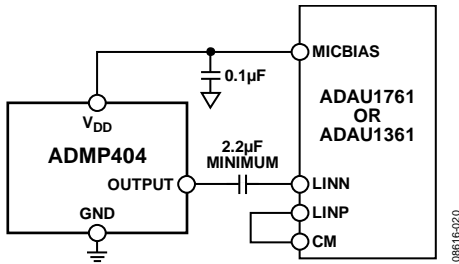 MICBIAS
0.1µF
ADAU1761
OR
ADAU1361
VDD
ADMP404
2.2µF
MINIMUM
OUTPUT
LINN
GND
LINP
CM
08616-020